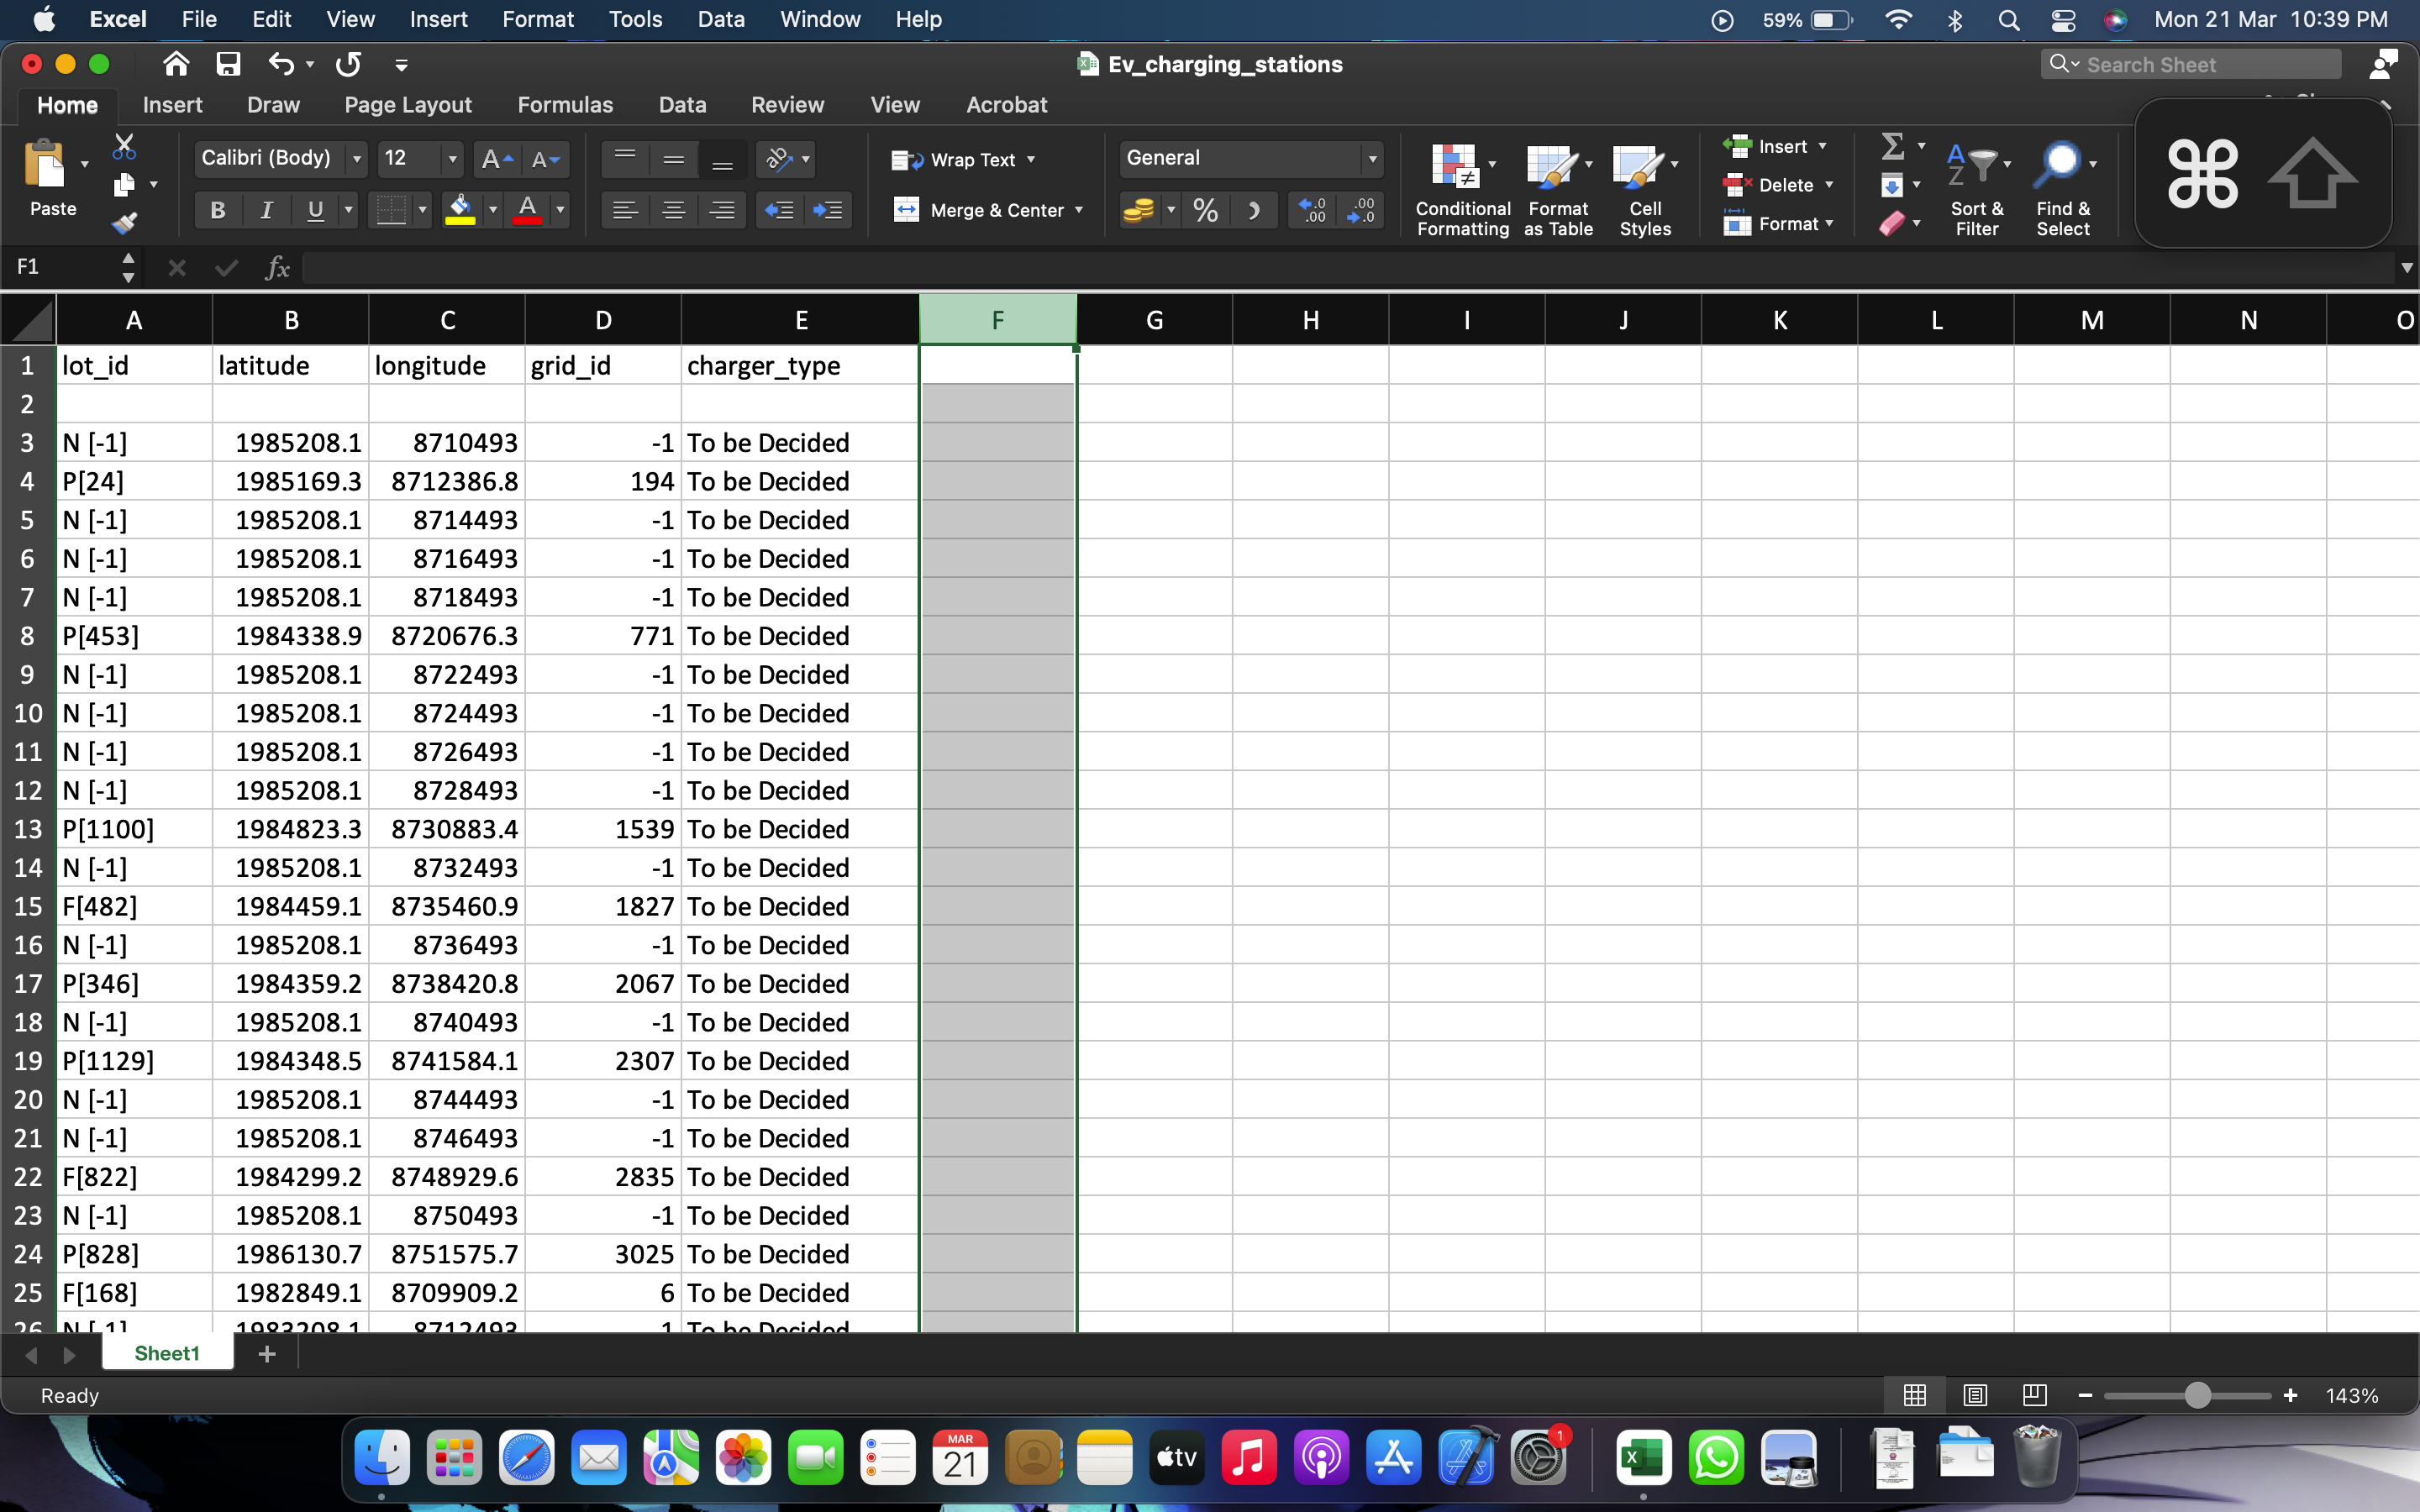 Excel File Edit View Insert Format Tools Data Window Help 59% Mon 21 Mar 10:39 PM
Ev_charging_stations Search Sheet
Home Insert Draw Page Layout Formulas Data Review View Acrobat
Paste Calibri (Body) 12 A A ab Wrap Text General Insert
B I U A Merge & Center % Delete
Conditional Formatting Format as Table Cell Styles Format Sort & Filter Find & Select
F1 fx
A B C D E F G H I J K L M N O
1 lot_id latitude longitude grid_id charger_type
2
3 N [-1] 1985208.1 8710493 -1 To be Decided
4 P[24] 1985169.3 8712386.8 194 To be Decided
5 N [-1] 1985208.1 8714493 -1 To be Decided
6 N [-1] 1985208.1 8716493 -1 To be Decided
7 N [-1] 1985208.1 8718493 -1 To be Decided
8 P[453] 1984338.9 8720676.3 771 To be Decided
9 N [-1] 1985208.1 8722493 -1 To be Decided
10 N [-1] 1985208.1 8724493 -1 To be Decided
11 N [-1] 1985208.1 8726493 -1 To be Decided
12 N [-1] 1985208.1 8728493 -1 To be Decided
13 P[1100] 1984823.3 8730883.4 1539 To be Decided
14 N [-1] 1985208.1 8732493 -1 To be Decided
15 F[482] 1984459.1 8735460.9 1827 To be Decided
16 N [-1] 1985208.1 8736493 -1 To be Decided
17 P[346] 1984359.2 8738420.8 2067 To be Decided
18 N [-1] 1985208.1 8740493 -1 To be Decided
19 P[1129] 1984348.5 8741584.1 2307 To be Decided
20 N [-1] 1985208.1 8744493 -1 To be Decided
21 N [-1] 1985208.1 8746493 -1 To be Decided
22 F[822] 1984299.2 8748929.6 2835 To be Decided
23 N [-1] 1985208.1 8750493 -1 To be Decided
24 P[828] 1986130.7 8751575.7 3025 To be Decided
25 F[168] 1982849.1 8709909.2 6 To be Decided
26 N [-1] 1983208.1 8712493 1 To be Decided
Sheet1 +
Ready 143%
MAR
21
tv
1